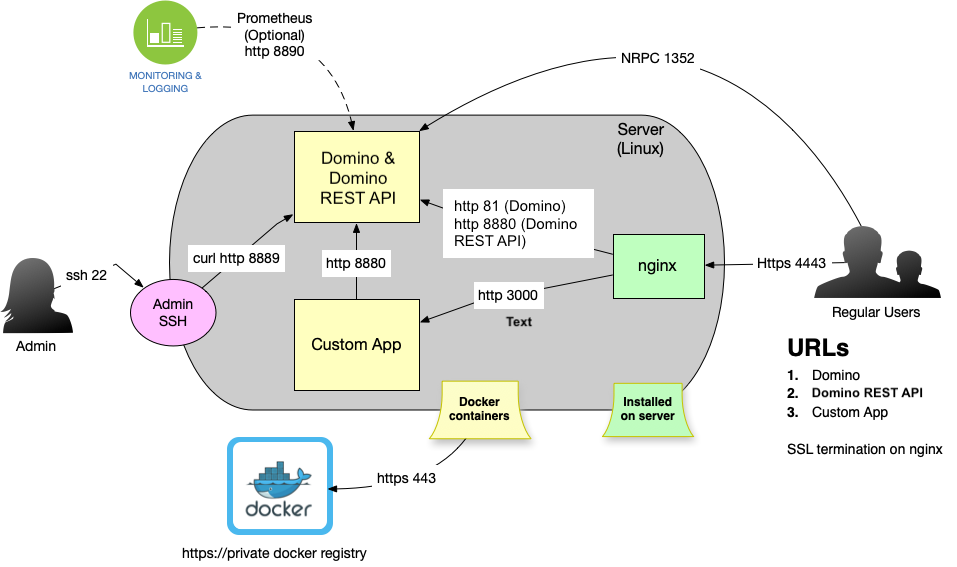 Prometheus
(Optional)
http 8890
MONITORING &
LOGGING
NRPC 1352
Server
(Linux)
Domino &
Domino
REST API
http 81 (Domino)
http 8880 (Domino
REST API)
curl http 8889
http 8880
nginx
Https 4443
ssh 22
Admin
SSH
http 3000
Text
Custom App
Admin
Regular Users
URLs
1. Domino
2. Domino REST API
3. Custom App
SSL termination on nginx
Docker
containers
Installed
on server
https 443
docker
https://private docker registry